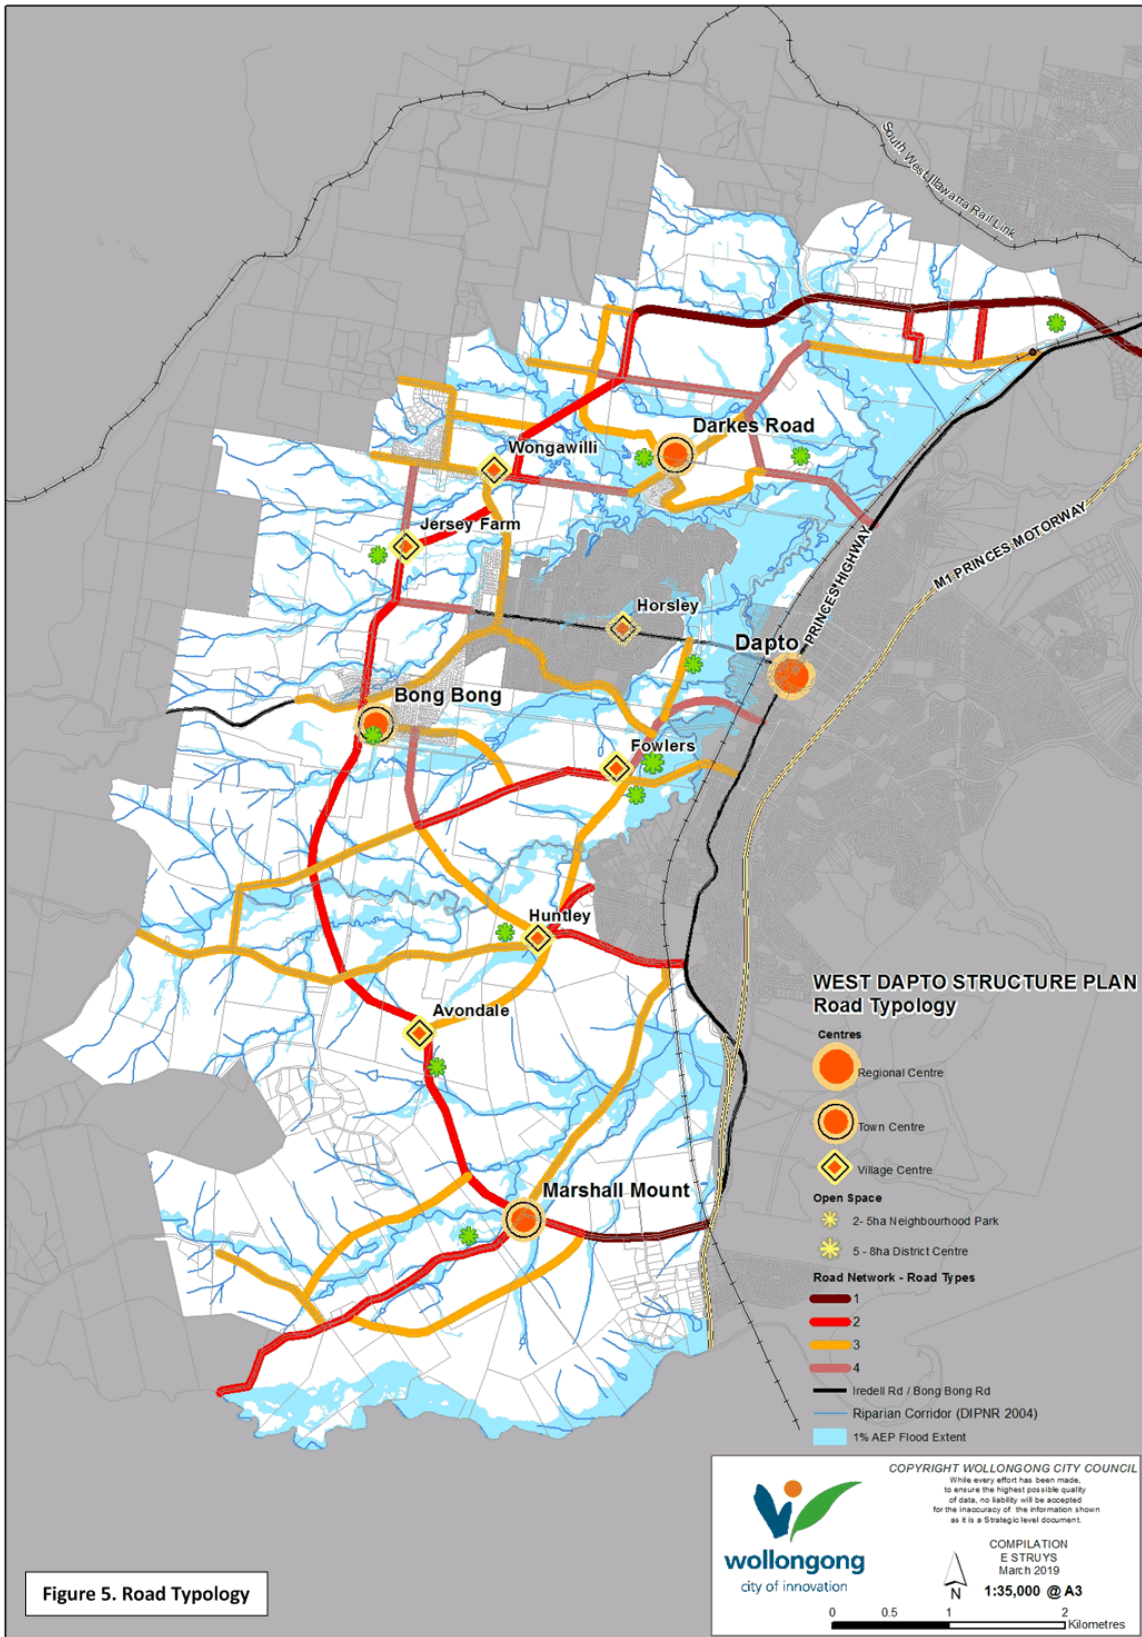 South West Illawarra Rail Link
Darkes Road
Wongawilli
Jersey Farm
M1 PRINCES MOTORWAY
PRINCES HIGHWAY
Horsley
Dapto
Bong Bong
Fowlers
Huntley
Avondale
Marshall Mount
WEST DAPTO STRUCTURE PLAN
Road Typology
Centres
Regional Centre
Town Centre
Village Centre
Open Space
2- 5ha Neighbourhood Park
5 - 8ha District Centre
Road Network - Road Types
1
2
3
4
Iredell Rd / Bong Bong Rd
Riparian Corridor (DIPNR 2004)
1% AEP Flood Extent
COPYRIGHT WOLLONGONG CITY COUNCIL
While every effort has been made,
to ensure the highest possible quality
of data, no liability will be accepted
for the inaccuracy of the information shown
as it is a Strategic level document.
wollongong
city of innovation
COMPILATION
E STRUYS
March 2019
N
1:35,000 @ A3
0 0.5 1 2
Kilometres
Figure 5. Road Typology